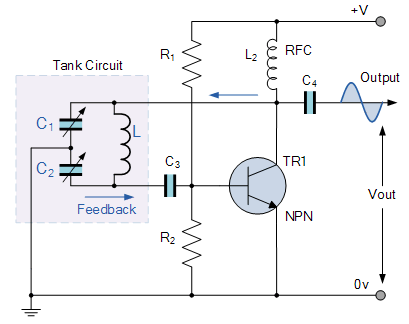 +V
R1
L2
RFC
Tank Circuit
C4
Output
C1
L
C2
C3
TR1
Feedback
Vout
R2
NPN
0v